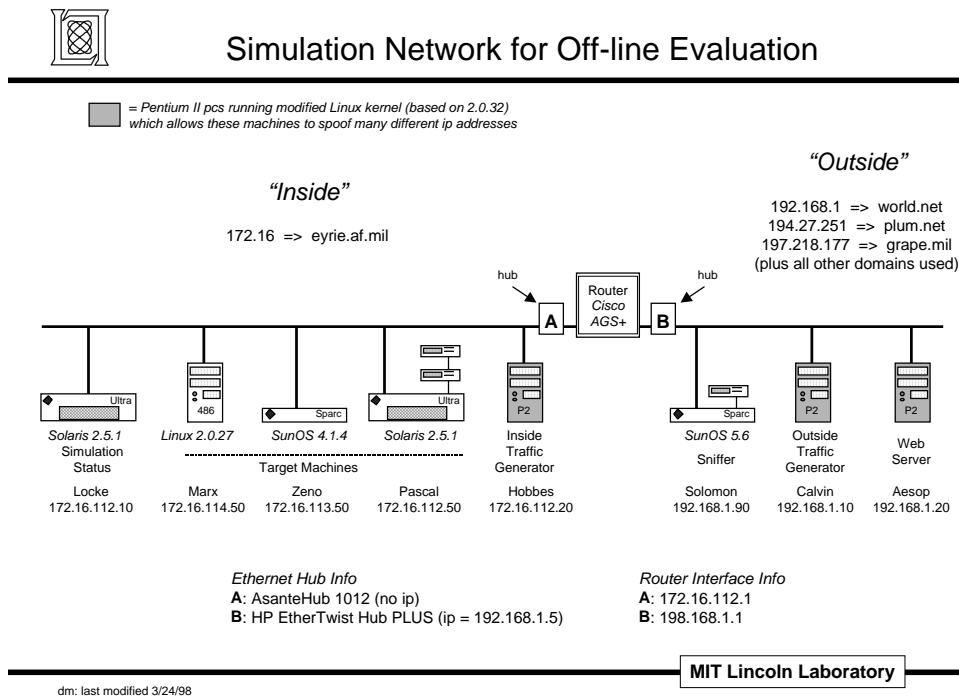 Simulation Network for Off-line Evaluation
= Pentium II pcs running modified Linux kernel (based on 2.0.32)
which allows these machines to spoof many different ip addresses
“Inside”
172.16 => eyrie.af.mil
“Outside”
192.168.1 => world.net
194.27.251 => plum.net
197.218.177 => grape.mil
(plus all other domains used)
hub
A
Router
Cisco
AGS+
B
hub
Ultra
Solaris 2.5.1
Simulation
Status
Locke
172.16.112.10
486
Linux 2.0.27
Marx
172.16.114.50
Sparc
SunOS 4.1.4
Zeno
172.16.113.50
Ultra
Solaris 2.5.1
Pascal
172.16.112.50
Target Machines
P2
Inside
Traffic
Generator
Hobbes
172.16.112.20
Sparc
SunOS 5.6
Sniffer
Solomon
192.168.1.90
P2
Outside
Traffic
Generator
Calvin
192.168.1.10
P2
Web
Server
Aesop
192.168.1.20
Ethernet Hub Info
A: AsanteHub 1012 (no ip)
B: HP EtherTwist Hub PLUS (ip = 192.168.1.5)
Router Interface Info
A: 172.16.112.1
B: 198.168.1.1
MIT Lincoln Laboratory
dm: last modified 3/24/98